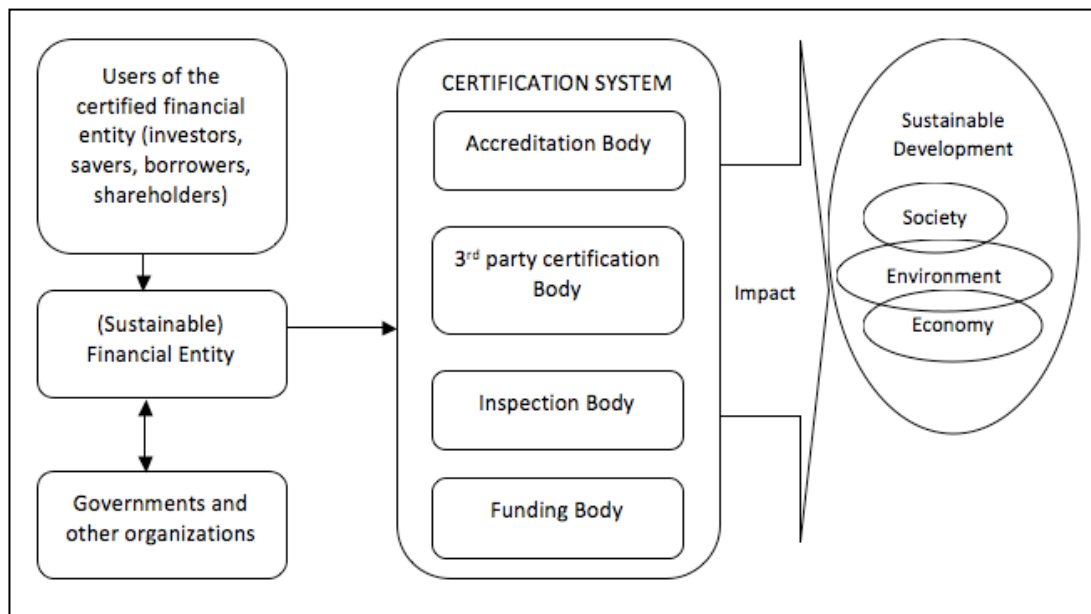 Users of the
certified financial
entity (investors,
savers, borrowers,
shareholders)
(Sustainable)
Financial Entity
Governments and
other organizations
CERTIFICATION SYSTEM
Accreditation Body
3rd party certification
Body
Inspection Body
Funding Body
Impact
Sustainable
Development
Society
Environment
Economy